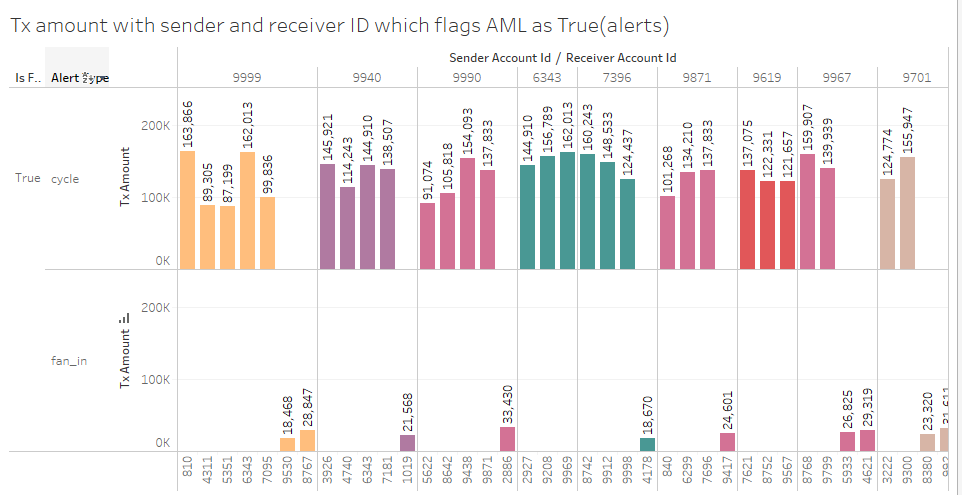 Tx amount with sender and receiver ID which flags AML as True(alerts)
Sender Account Id / Receiver Account Id
Is F.. Alert Type 9999 9940 9990 6343 7396 9871 9619 9967 9701
True cycle
Tx Amount
200K
100K
0K
163,866 89,305 87,199 162,013 99,836 145,921 114,243 144,910 138,507 91,074 105,818 154,093 137,833 144,910 156,789 162,013 160,243 148,533 124,437 101,268 134,210 137,833 137,075 122,331 121,657 159,907 139,939 124,774 155,947
fan_in
Tx Amount
200K
100K
0K
18,468 28,847 21,568 33,430 18,670 24,601 26,825 29,319 23,320
810 4311 5351 6343 7095 9530 8767 3926 4740 6343 7181 1019 5622 8642 9438 9871 2886 2927 9208 9969 8742 9912 9998 4178 840 6299 7696 9417 7621 8752 9567 8768 9799 5933 4621 3222 9300 8380